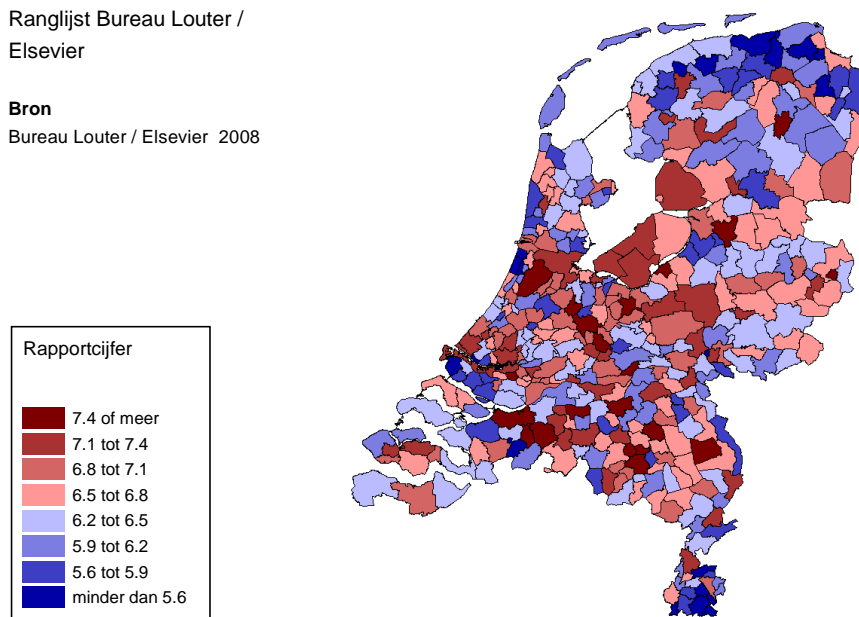 Ranglijst Bureau Louter /
Elsevier
Bron
Bureau Louter / Elsevier 2008
Rapportcijfer
7.4 of meer
7.1 tot 7.4
6.8 tot 7.1
6.5 tot 6.8
6.2 tot 6.5
5.9 tot 6.2
5.6 tot 5.9
minder dan 5.6